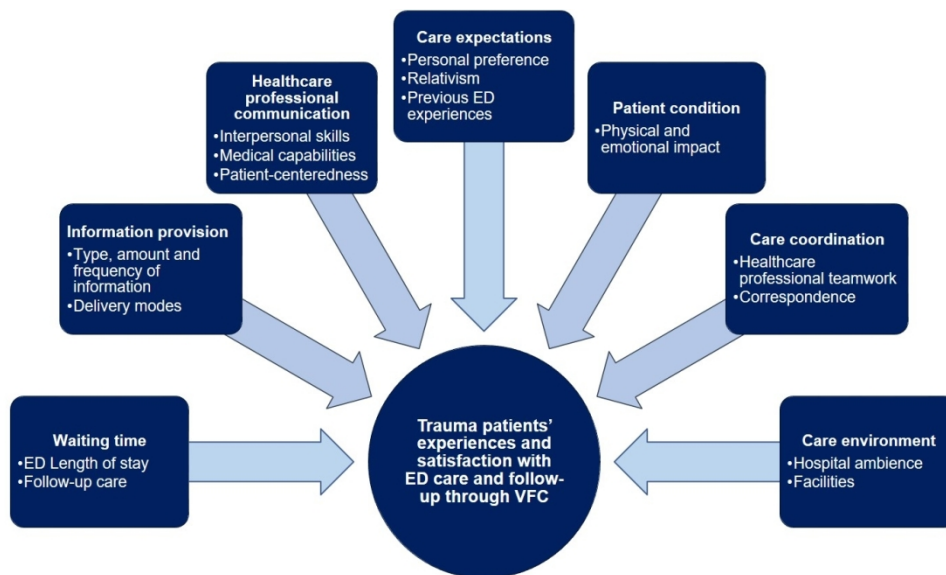 Care expectations
•Personal preference
•Relativism
•Previous ED
experiences
Healthcare
professional
communication
•Interpersonal skills
•Medical capabilities
•Patient-centeredness
Patient condition
•Physical and
emotional impact
Information provision
•Type, amount and
frequency of
information
•Delivery modes
Care coordination
•Healthcare
professional teamwork
•Correspondence
Waiting time
•ED Length of stay
•Follow-up care
Trauma patients'
experiences and
satisfaction with
ED care and follow-
up through VFC
Care environment
•Hospital ambience
•Facilities